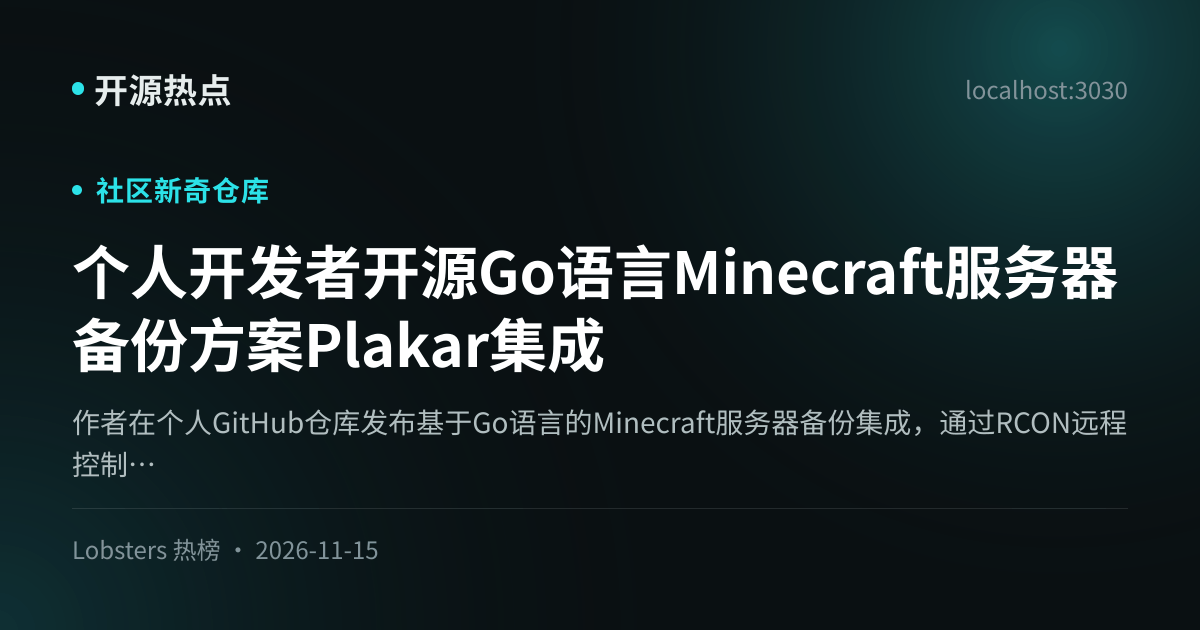 开源热点
localhost:3030
社区新奇仓库
个人开发者开源Go语言Minecraft服务器
备份方案Plakar集成
作者在个人GitHub仓库发布基于Go语言的Minecraft服务器备份集成，通过RCON远程
控制…
Lobsters 热榜 · 2026-11-15